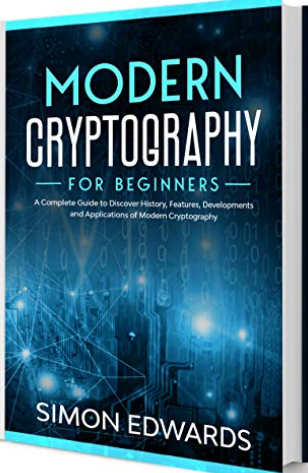 MODERN
CRYPTOGRAPHY
FOR BEGINNERS
A Complete Guide to Discover History, Features, Developments
and Applications of Modern Cryptography
SIMON EDWARDS